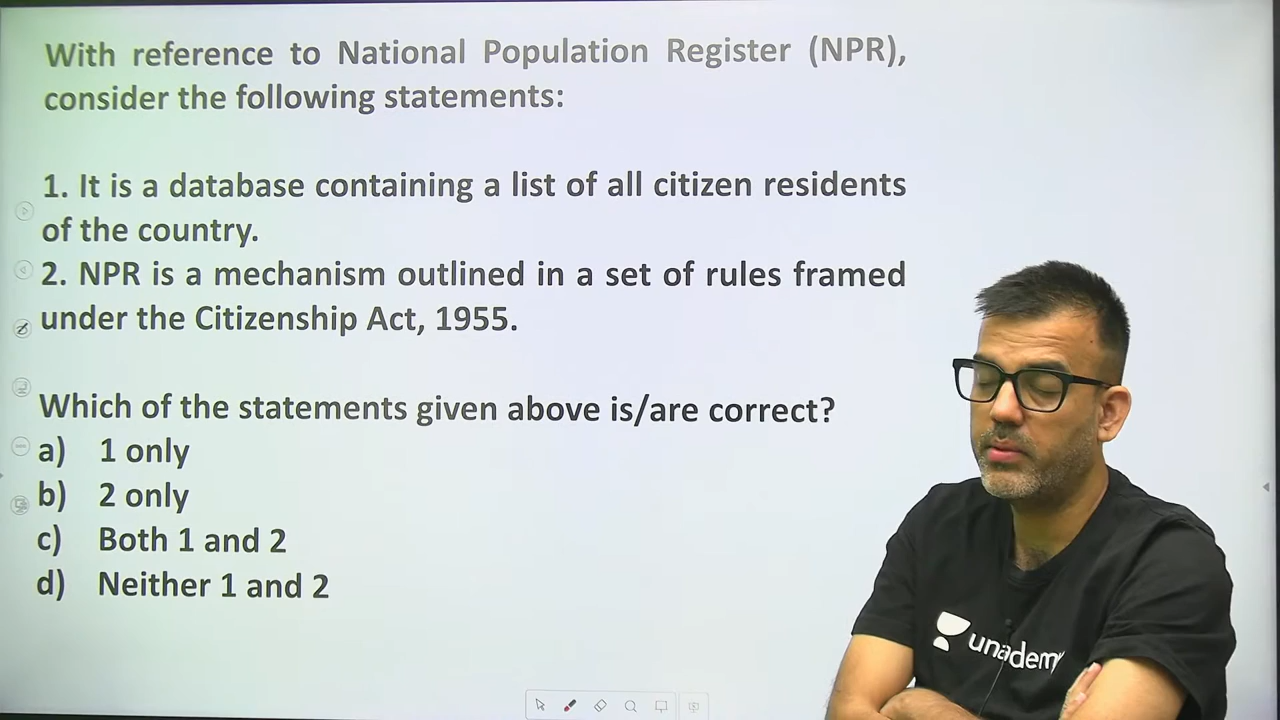 With reference to National Population Register (NPR),
consider the following statements:
1. It is a database containing a list of all citizen residents
of the country.
2. NPR is a mechanism outlined in a set of rules framed
under the Citizenship Act, 1955.
Which of the statements given above is/are correct?
a) 1 only
b) 2 only
c) Both 1 and 2
d) Neither 1 and 2
unademy